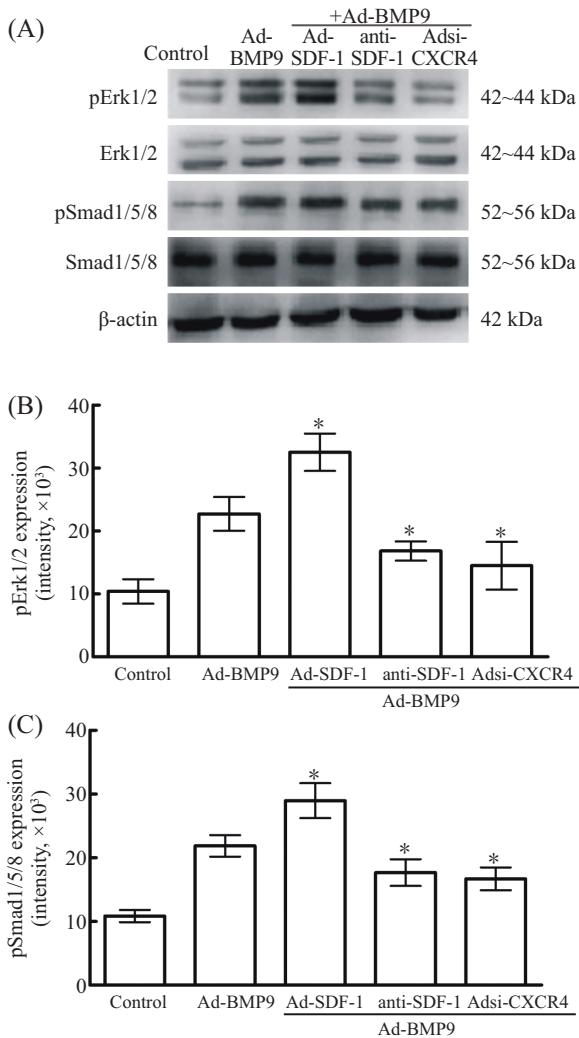 (A)
+Ad-BMP9
Control
Ad-
BMP9
Ad-
SDF-1
anti-
SDF-1
Adsi-
CXCR4
pErk1/2 42~44 kDa
Erk1/2 42~44 kDa
pSmad1/5/8 52~56 kDa
Smad1/5/8 52~56 kDa
β-actin 42 kDa
(B)
pErk1/2 expression
(intensity, ×10³)
40
30
20
10
0
* * *
Control Ad-BMP9 Ad-SDF-1 anti-SDF-1 Adsi-CXCR4
Ad-BMP9
(C)
pSmad1/5/8 expression
(intensity, ×10³)
40
30
20
10
0
* * *
Control Ad-BMP9 Ad-SDF-1 anti-SDF-1 Adsi-CXCR4
Ad-BMP9